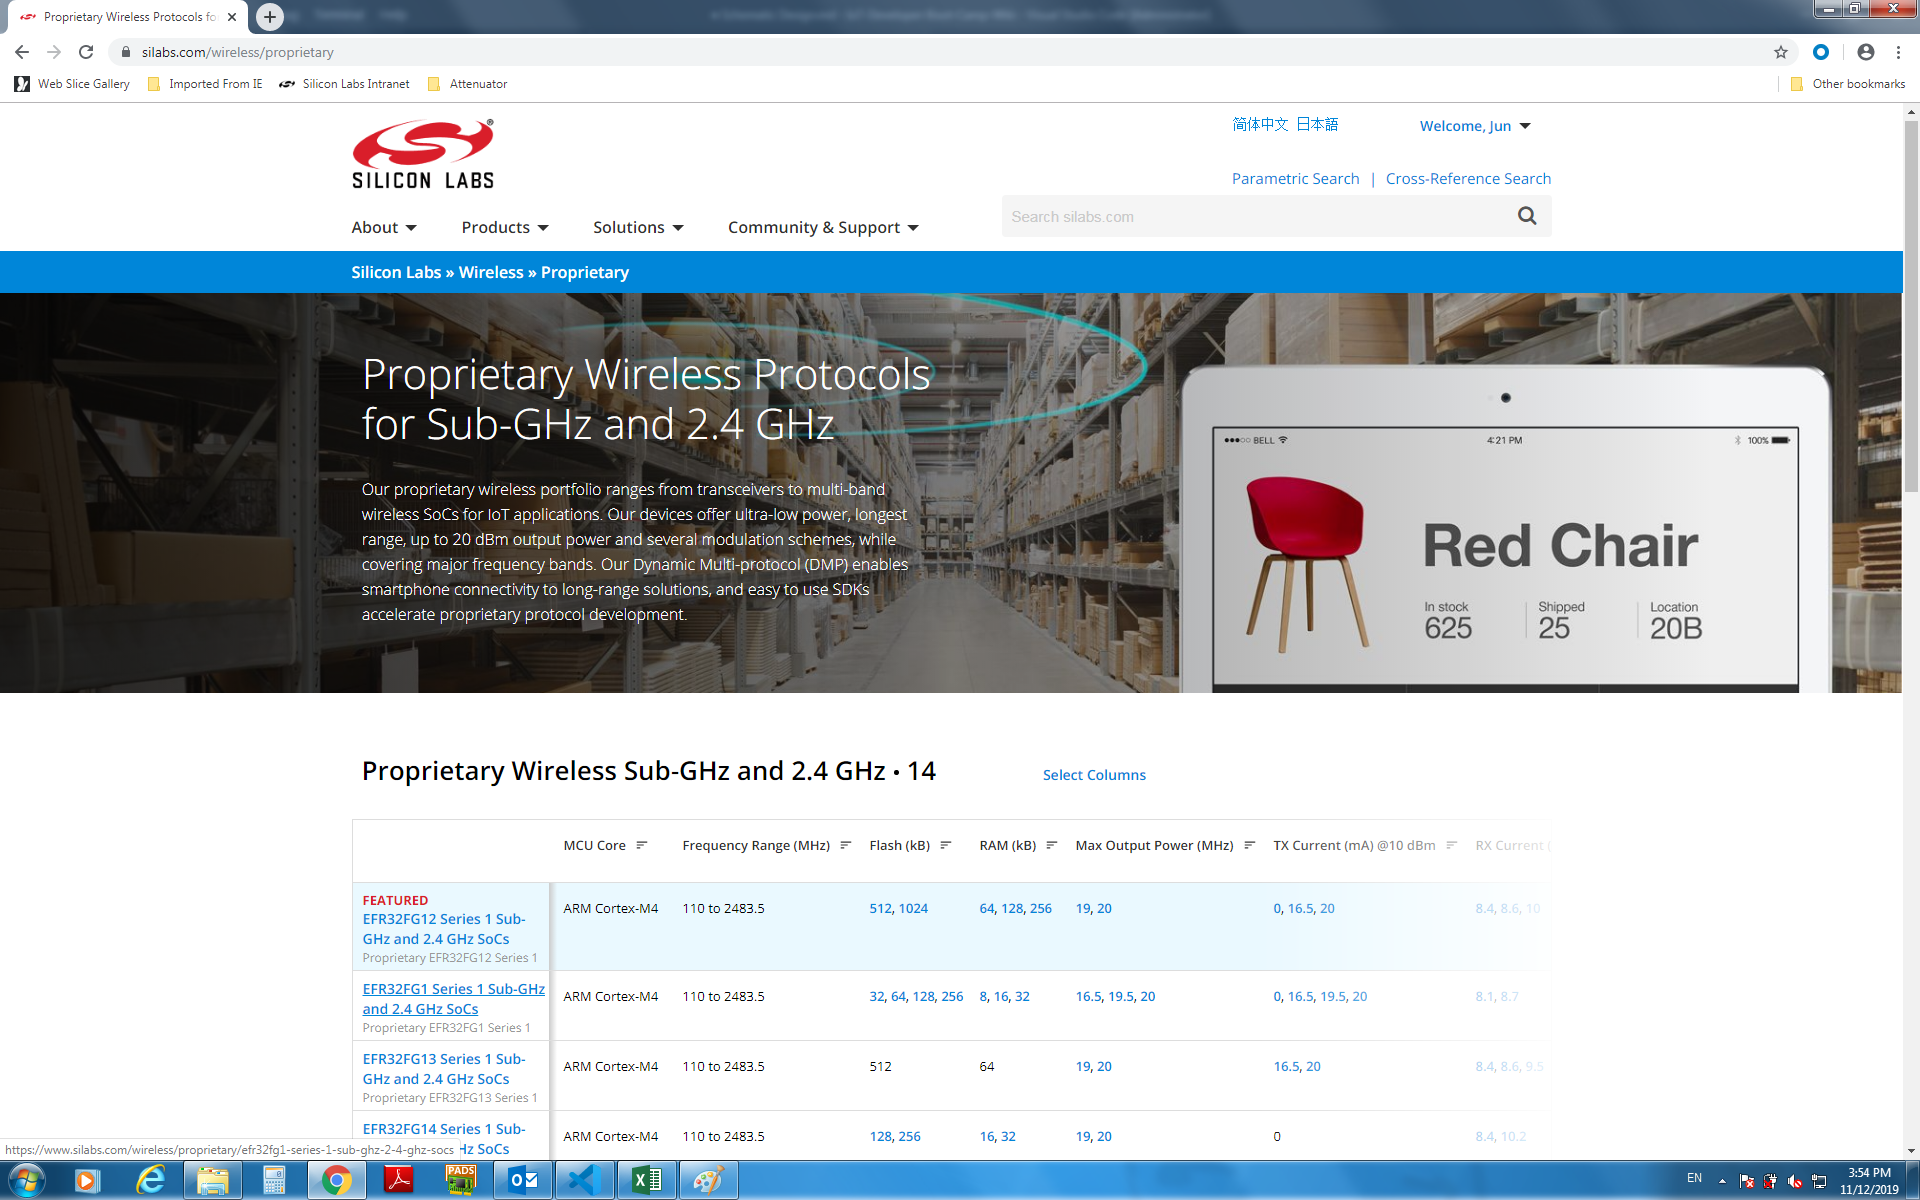 Proprietary Wireless Protocols fo
silabs.com/wireless/proprietary
Web Slice Gallery
Imported From IE
Silicon Labs Intranet
Attenuator
Other bookmarks
SILICON LABS
®
简体中文 日本語
Welcome, Jun
Parametric Search | Cross-Reference Search
About
Products
Solutions
Community & Support
Search silabs.com
Silicon Labs » Wireless » Proprietary
Proprietary Wireless Protocols
for Sub-GHz and 2.4 GHz
Our proprietary wireless portfolio ranges from transceivers to multi-band
wireless SoCs for IoT applications. Our devices offer ultra-low power, longest
range, up to 20 dBm output power and several modulation schemes, while
covering major frequency bands. Our Dynamic Multi-protocol (DMP) enables
smartphone connectivity to long-range solutions, and easy to use SDKs
accelerate proprietary protocol development.
BELL
4:21 PM
100%
Red Chair
In stock
625
Shipped
25
Location
20B
Proprietary Wireless Sub-GHz and 2.4 GHz • 14
Select Columns
MCU Core Frequency Range (MHz) Flash (kB) RAM (kB) Max Output Power (MHz) TX Current (mA) @10 dBm RX Current (
FEATURED
EFR32FG12 Series 1 Sub-
GHz and 2.4 GHz SoCs
Proprietary EFR32FG12 Series 1
ARM Cortex-M4 110 to 2483.5 512, 1024 64, 128, 256 19, 20 0, 16.5, 20 8.4, 8.6, 10
EFR32FG1 Series 1 Sub-GHz
and 2.4 GHz SoCs
Proprietary EFR32FG1 Series 1
ARM Cortex-M4 110 to 2483.5 32, 64, 128, 256 8, 16, 32 16.5, 19.5, 20 0, 16.5, 19.5, 20 8.1, 8.7
EFR32FG13 Series 1 Sub-
GHz and 2.4 GHz SoCs
Proprietary EFR32FG13 Series 1
ARM Cortex-M4 110 to 2483.5 512 64 19, 20 16.5, 20 8.4, 8.6, 9.5
EFR32FG14 Series 1 Sub-
Hz SoCs
ARM Cortex-M4 110 to 2483.5 128, 256 16, 32 19, 20 0 8.4, 10.2
https://www.silabs.com/wireless/proprietary/efr32fg1-series-1-sub-ghz-2-4-ghz-socs
PADS
EN
3:54 PM
11/12/2019